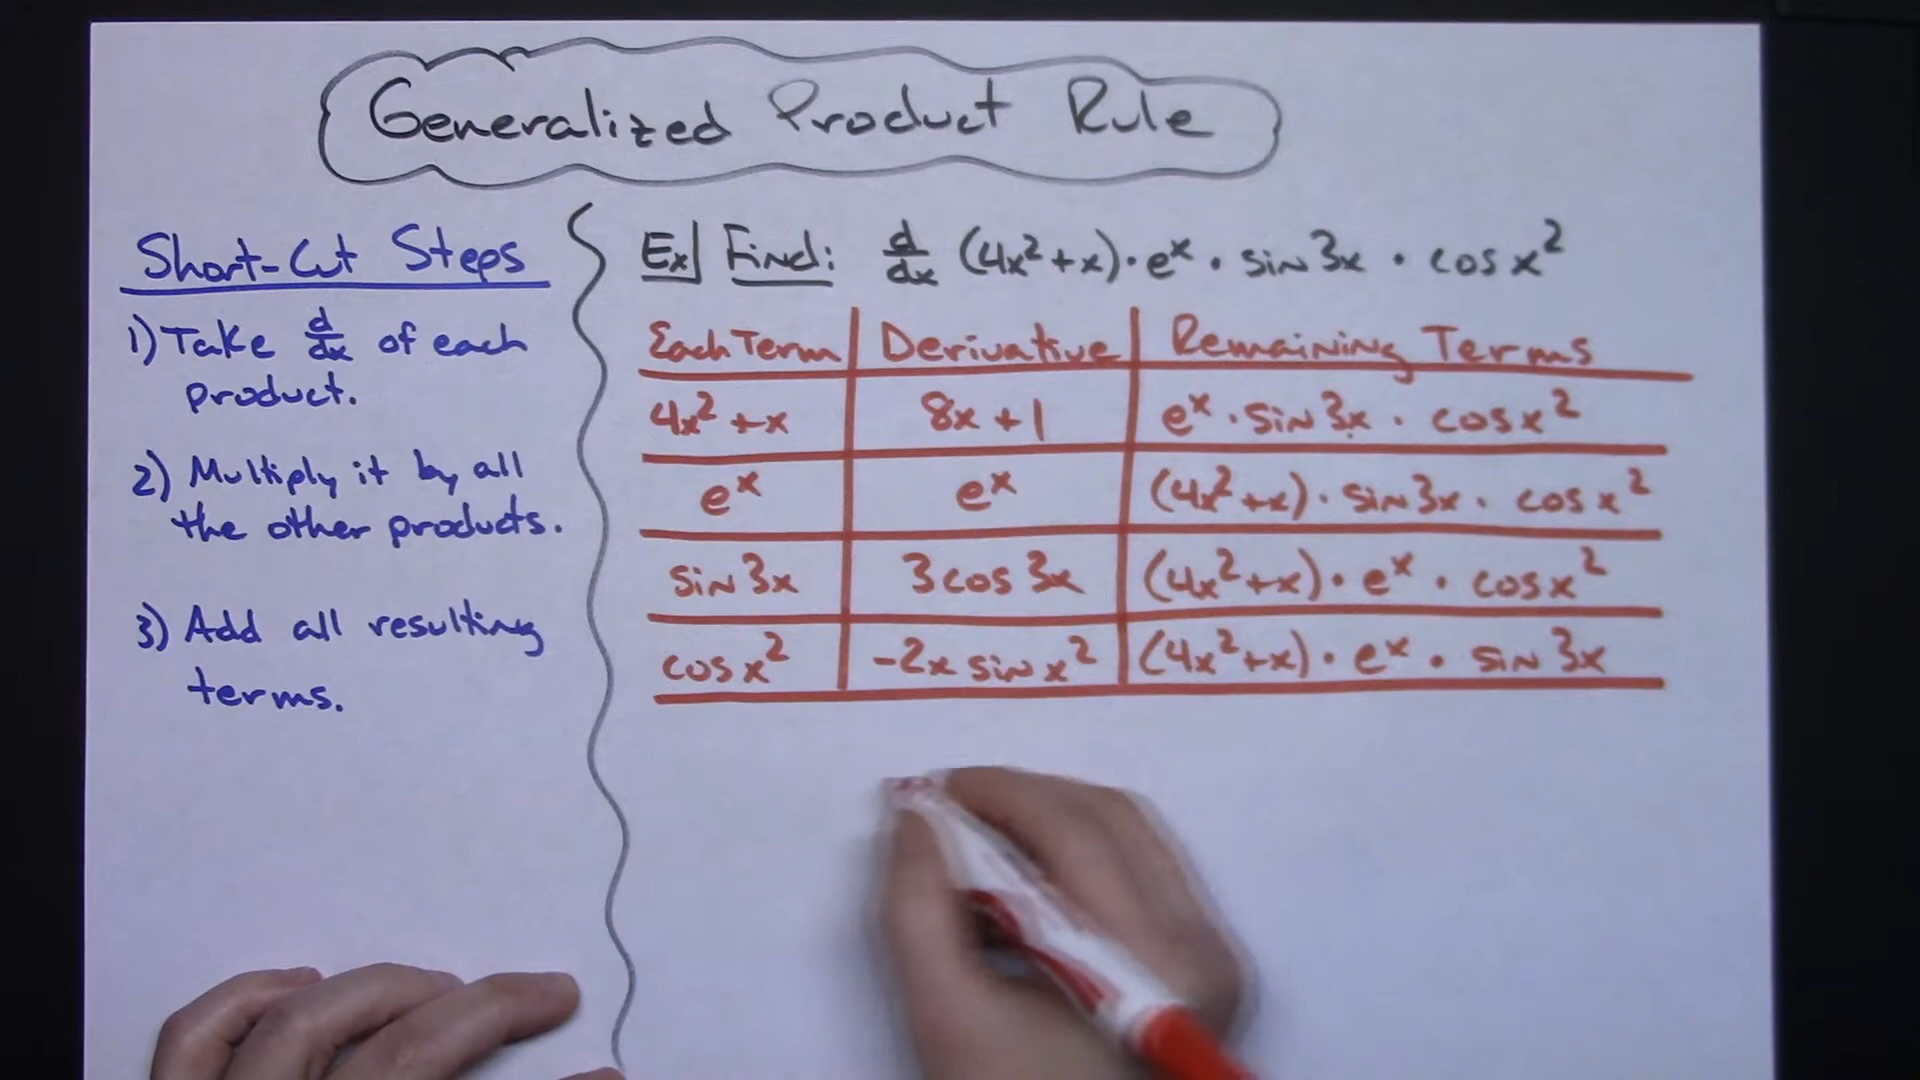 Generalized Product Rule
Short-Cut Steps
1) Take d/dx of each
product.
2) Multiply it by all
the other products.
3) Add all resulting
terms.
Ex| Find: d/dx (4x²+x)·eˣ · sin 3x · cos x²
Each Term | Derivative | Remaining Terms
4x²+x | 8x+1 | eˣ · sin 3x · cos x²
eˣ | eˣ | (4x²+x) · sin 3x · cos x²
sin 3x | 3 cos 3x | (4x²+x) · eˣ · cos x²
cos x² | -2x sin x² | (4x²+x) · eˣ · sin 3x